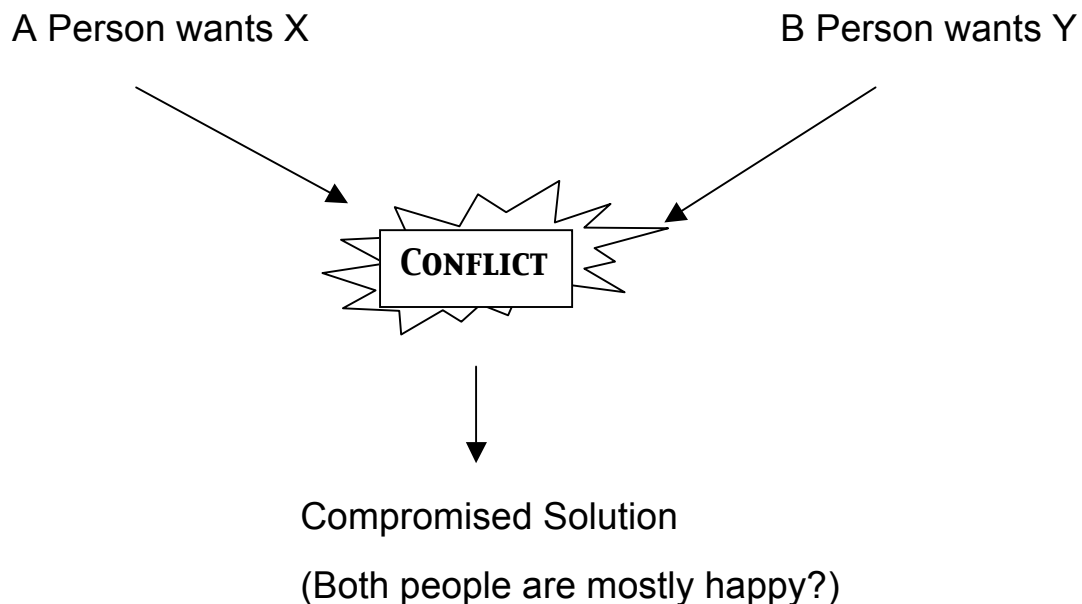 A Person wants X
B Person wants Y
CONFLICT
Compromised Solution
(Both people are mostly happy?)